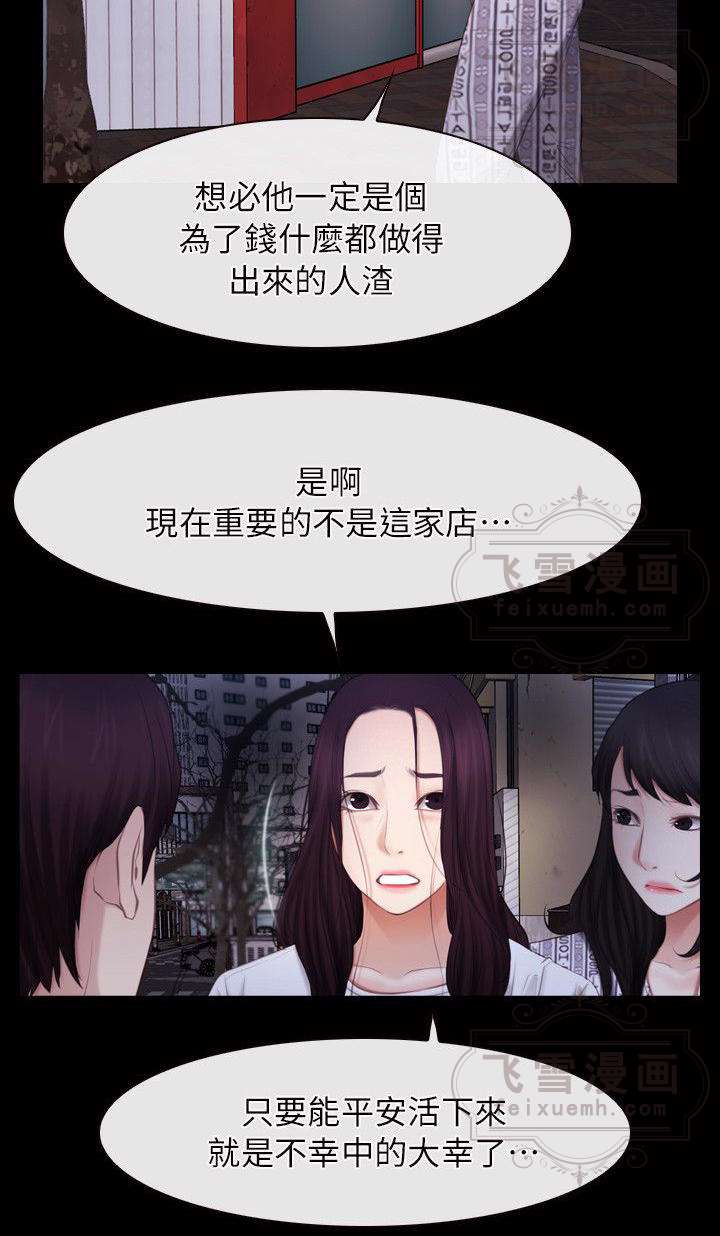 想必他一定是個
為了錢什麼都做得
出來的人渣
是啊
現在重要的不是這家店…
飞雪漫画
feixuemh.com
只要能平安活下來
就是不幸中的大幸了…
飞雪漫画
feixuemh.com